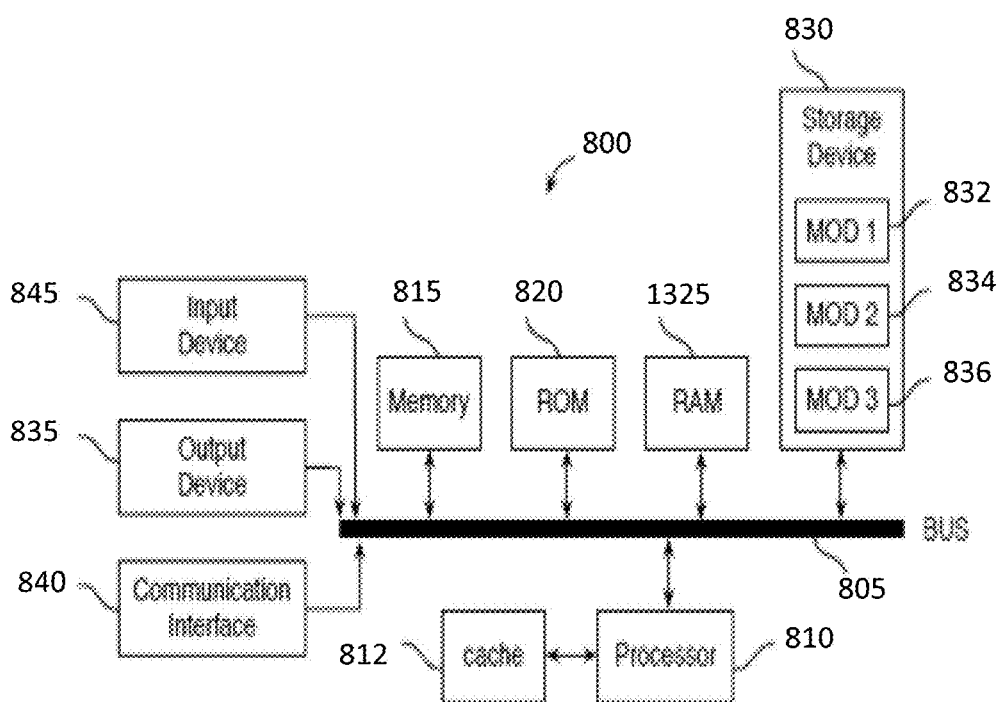 830
Storage
Device
800
832
MOD 1
845
Input
Device
815
820
1325
834
MOD 2
Memory
ROM
RAM
836
MOD 3
835
Output
Device
BUS
805
840
Communication
Interface
812
cache
Processor
810